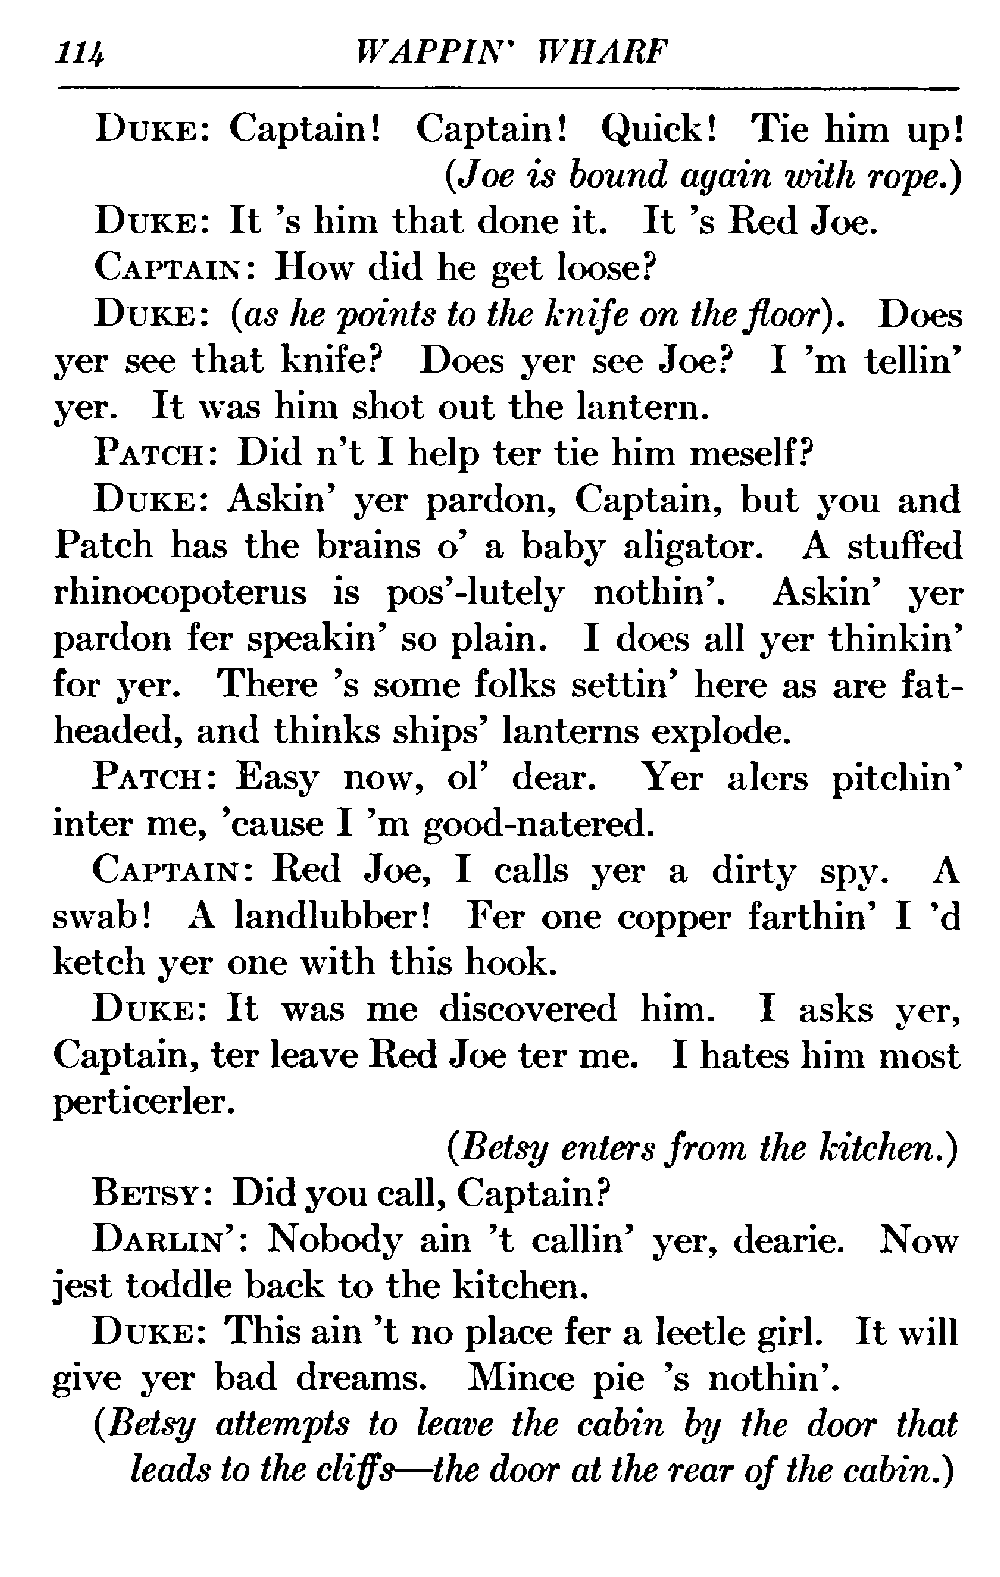 114 WAPPIN' WHARF
DUKE: Captain! Captain! Quick! Tie him up!
(Joe is bound again with rope.)
DUKE: It 's him that done it. It 's Red Joe.
CAPTAIN: How did he get loose?
DUKE: (as he points to the knife on the floor). Does
yer see that knife? Does yer see Joe? I 'm tellin'
yer. It was him shot out the lantern.
PATCH: Did n't I help ter tie him meself?
DUKE: Askin' yer pardon, Captain, but you and
Patch has the brains o' a baby aligator. A stuffed
rhinocopoterus is pos'-lutely nothin'. Askin' yer
pardon fer speakin' so plain. I does all yer thinkin'
for yer. There 's some folks settin' here as are fat-
headed, and thinks ships' lanterns explode.
PATCH: Easy now, ol' dear. Yer alers pitchin'
inter me, 'cause I 'm good-natered.
CAPTAIN: Red Joe, I calls yer a dirty spy. A
swab! A landlubber! Fer one copper farthin' I 'd
ketch yer one with this hook.
DUKE: It was me discovered him. I asks yer,
Captain, ter leave Red Joe ter me. I hates him most
perticerler.
(Betsy enters from the kitchen.)
BETSY: Did you call, Captain?
DARLIN': Nobody ain 't callin' yer, dearie. Now
jest toddle back to the kitchen.
DUKE: This ain 't no place fer a leetle girl. It will
give yer bad dreams. Mince pie 's nothin'.
(Betsy attempts to leave the cabin by the door that
leads to the cliffs—the door at the rear of the cabin.)